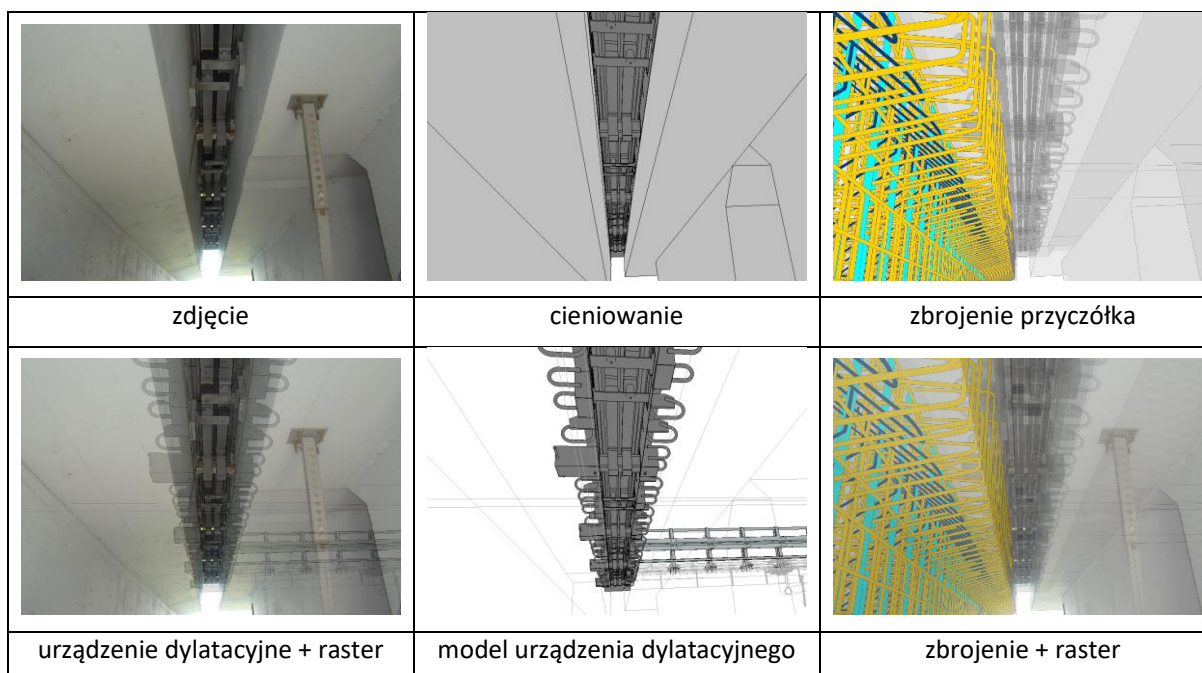 zdjęcie
cieniowanie
zbrojenie przyczółka
urządzenie dylatacyjne + raster
model urządzenia dylatacyjnego
zbrojenie + raster